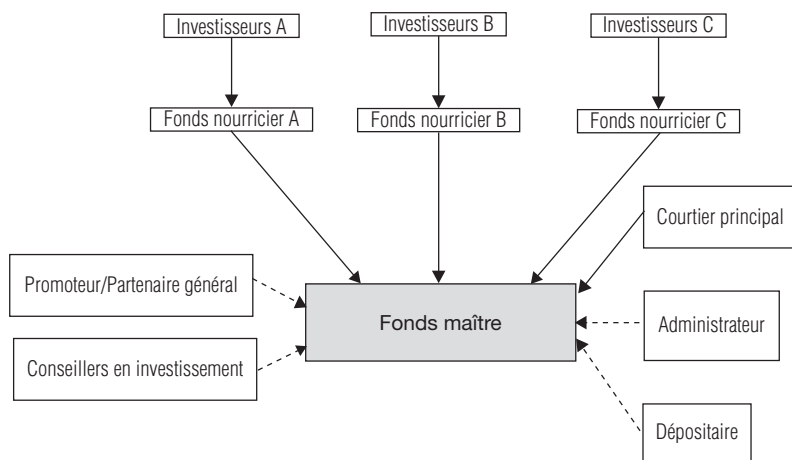 Investisseurs A
Investisseurs B
Investisseurs C
Fonds nourricier A
Fonds nourricier B
Fonds nourricier C
Courtier principal
Promoteur/Partenaire général
Fonds maître
Administrateur
Conseillers en investissement
Dépositaire